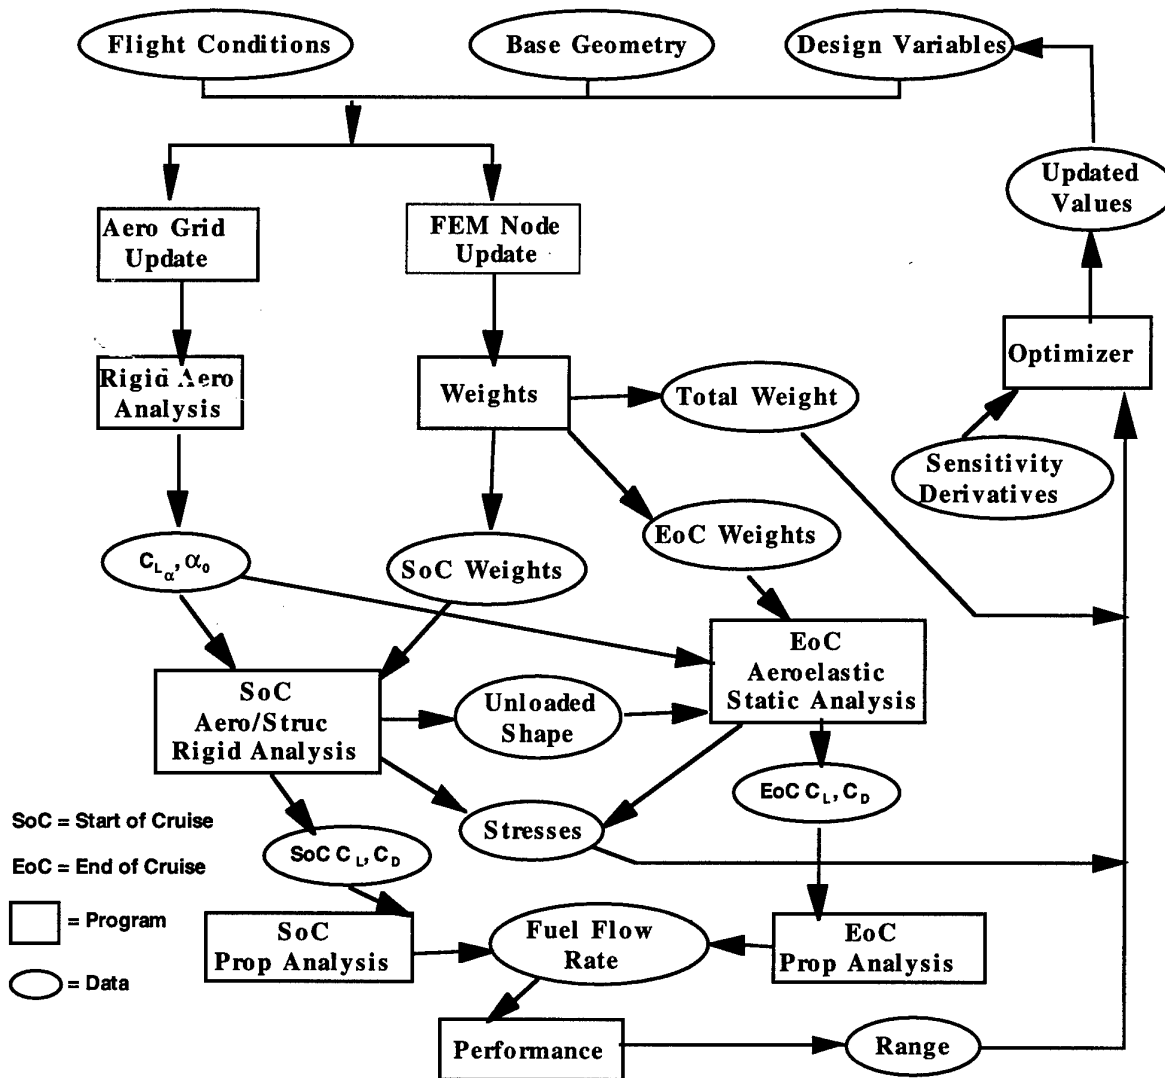 Flight Conditions
Base Geometry
Design Variables
Updated
Values
Aero Grid
Update
FEM Node
Update
Optimizer
Rigid Aero
Analysis
Weights
Total Weight
Sensitivity
Derivatives
EoC Weights
C_Lα, α₀
SoC Weights
EoC
Aeroelastic
Static Analysis
SoC
Aero/Struc
Rigid Analysis
Unloaded
Shape
EoC C_L, C_D
SoC = Start of Cruise
Stresses
SoC C_L, C_D
EoC = End of Cruise
= Program
SoC
Prop Analysis
Fuel Flow
Rate
EoC
Prop Analysis
= Data
Performance
Range